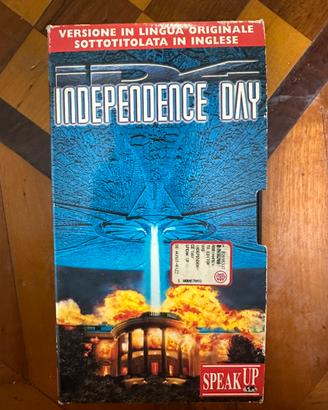 VERSIONE IN LINGUA ORIGINALE
SOTTOTITOLATA IN INGLESE
ID4
INDEPENDENCE DAY
SPEAK UP